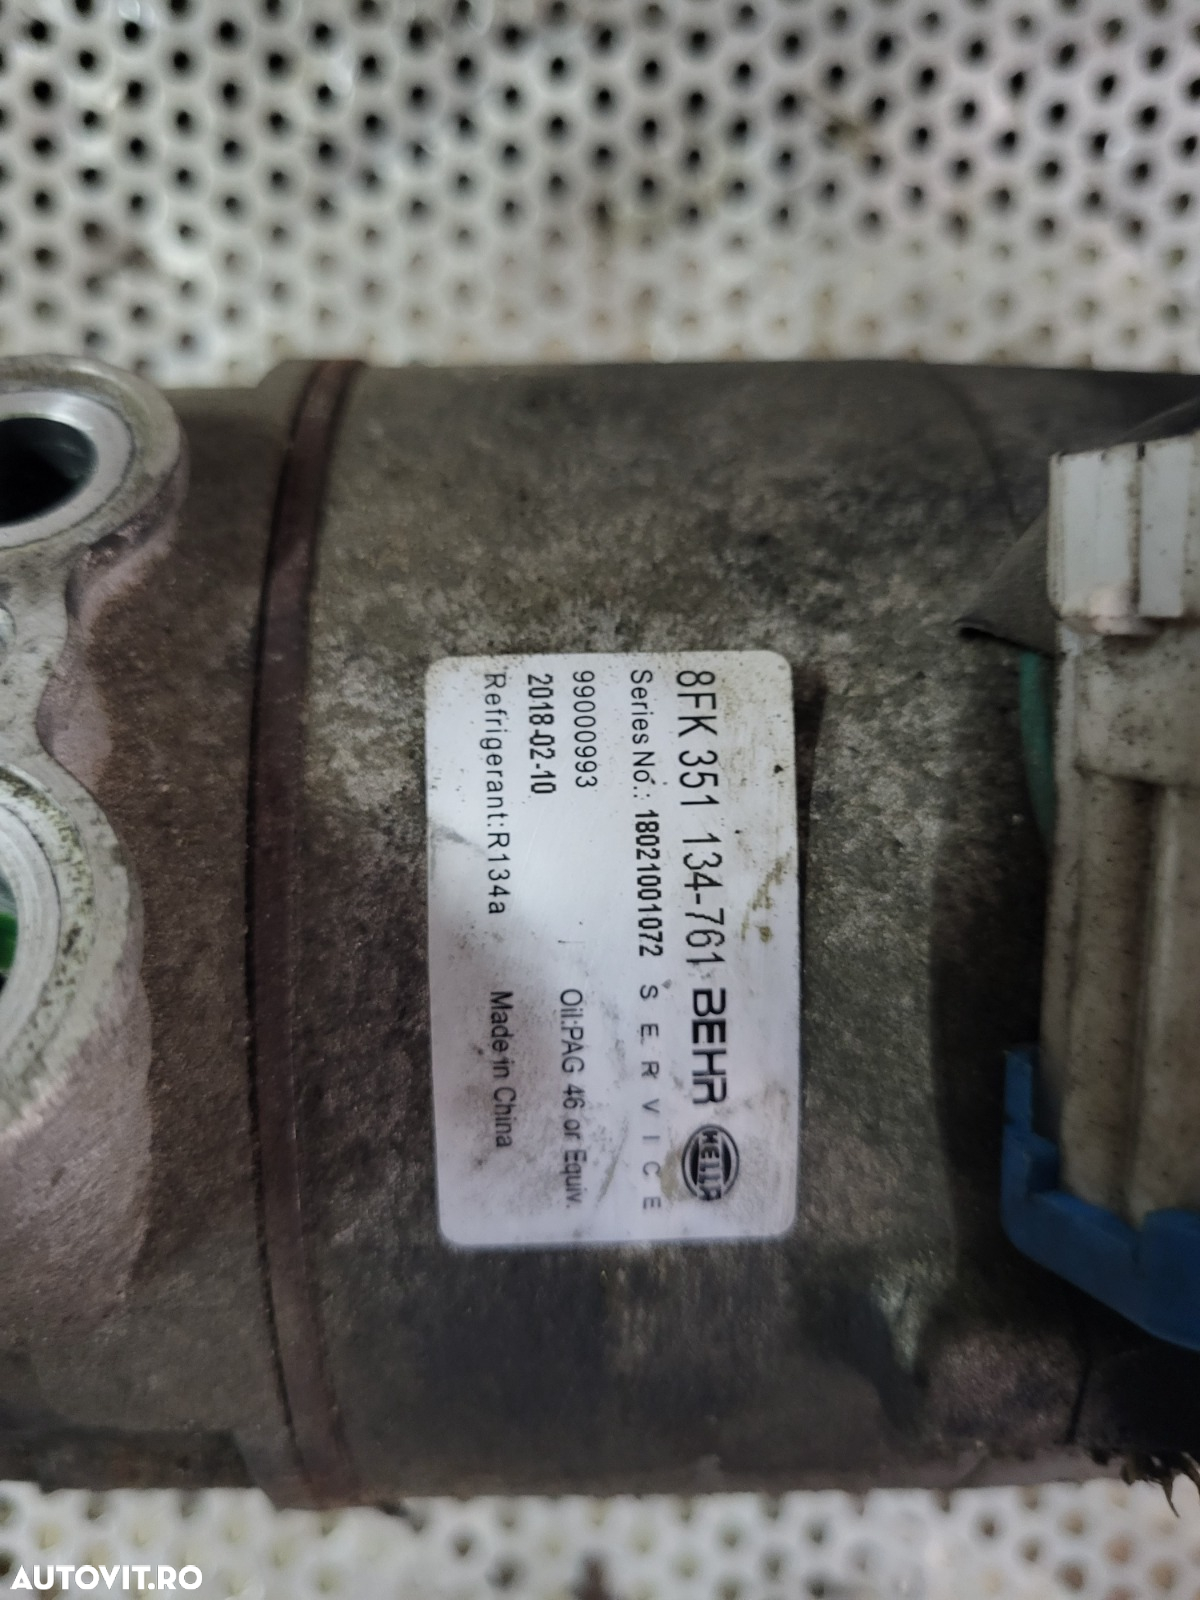 8FK 351 134-761 BEHR HELLA
Series No.: 18021001072 SERVICE
99000993 Oil:PAG 46 or Equiv.
2018-02-10
Refrigerant:R134a Made in China
AUTOVIT.RO